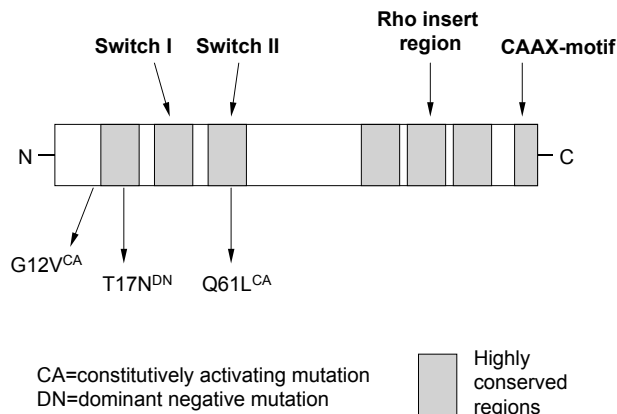 Switch I
Switch II
Rho insert
region
CAAX-motif
N
C
G12V^CA
T17N^DN
Q61L^CA
CA=constitutively activating mutation
DN=dominant negative mutation
Highly
conserved
regions